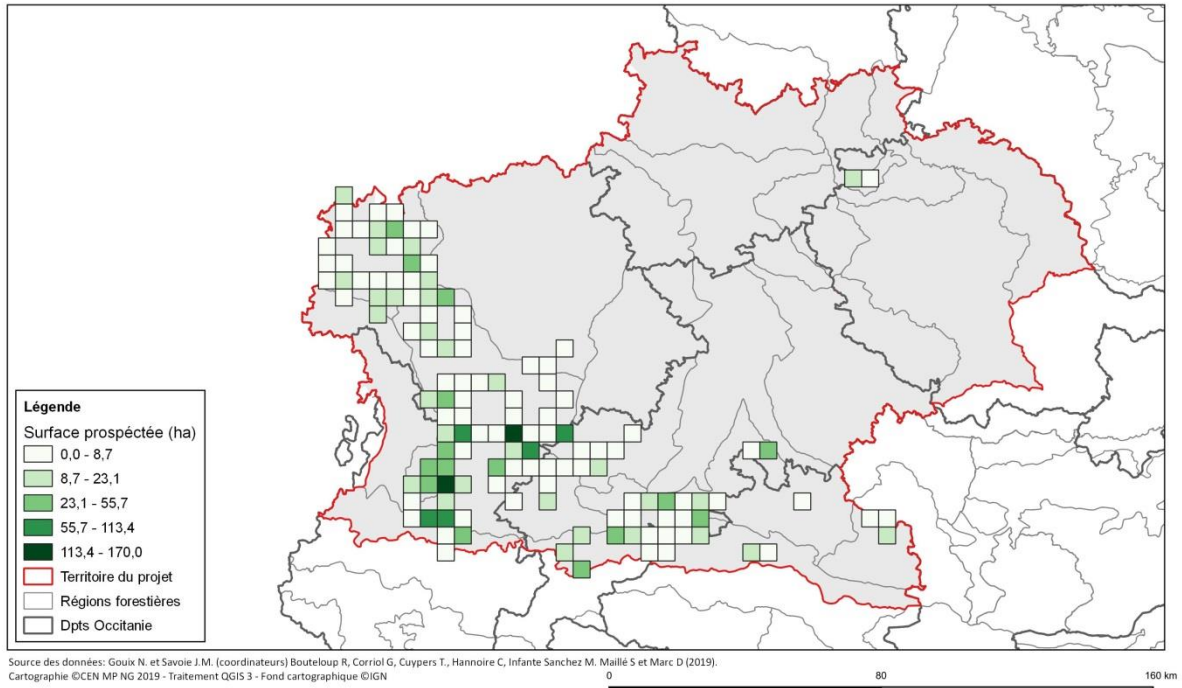 Légende
Surface prospéctée (ha)
0,0 - 8,7
8,7 - 23,1
23,1 - 55,7
55,7 - 113,4
113,4 - 170,0
Territoire du projet
Régions forestières
Dpts Occitanie
Source des données: Gouix N. et Savoie J.M. (coordinateurs) Bouteloup R, Corriol G, Cuypers T., Hannoire C, Infante Sanchez M. Maillé S et Marc D (2019).
Cartographie ©CEN MP NG 2019 - Traitement QGIS 3 - Fond cartographique ©IGN
0 80 160 km